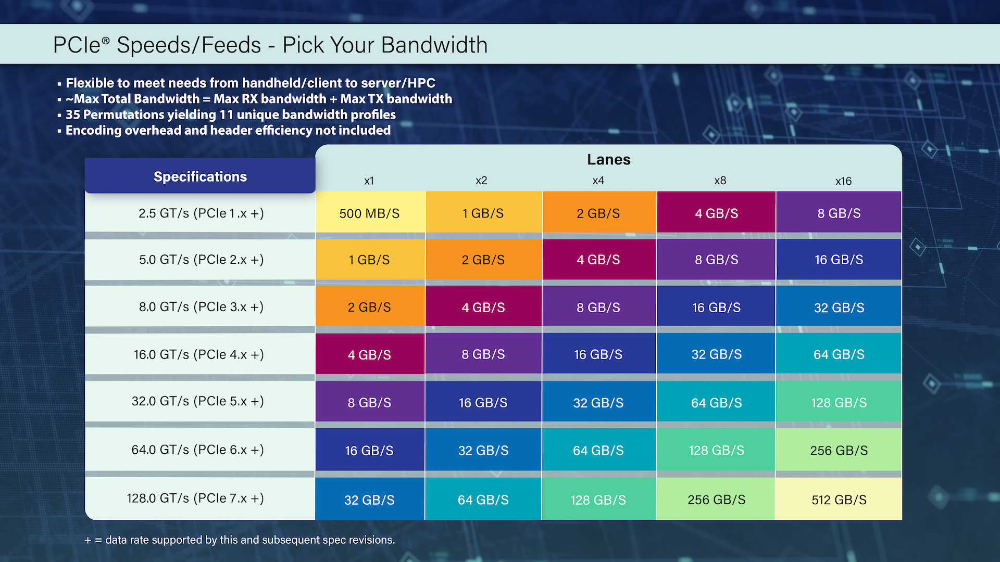 PCIe® Speeds/Feeds - Pick Your Bandwidth
▪ Flexible to meet needs from handheld/client to server/HPC
▪ ~Max Total Bandwidth = Max RX bandwidth + Max TX bandwidth
▪ 35 Permutations yielding 11 unique bandwidth profiles
▪ Encoding overhead and header efficiency not included
Lanes
Specifications x1 x2 x4 x8 x16
2.5 GT/s (PCIe 1.x +) 500 MB/S 1 GB/S 2 GB/S 4 GB/S 8 GB/S
5.0 GT/s (PCIe 2.x +) 1 GB/S 2 GB/S 4 GB/S 8 GB/S 16 GB/S
8.0 GT/s (PCIe 3.x +) 2 GB/S 4 GB/S 8 GB/S 16 GB/S 32 GB/S
16.0 GT/s (PCIe 4.x +) 4 GB/S 8 GB/S 16 GB/S 32 GB/S 64 GB/S
32.0 GT/s (PCIe 5.x +) 8 GB/S 16 GB/S 32 GB/S 64 GB/S 128 GB/S
64.0 GT/s (PCIe 6.x +) 16 GB/S 32 GB/S 64 GB/S 128 GB/S 256 GB/S
128.0 GT/s (PCIe 7.x +) 32 GB/S 64 GB/S 128 GB/S 256 GB/S 512 GB/S
+ = data rate supported by this and subsequent spec revisions.